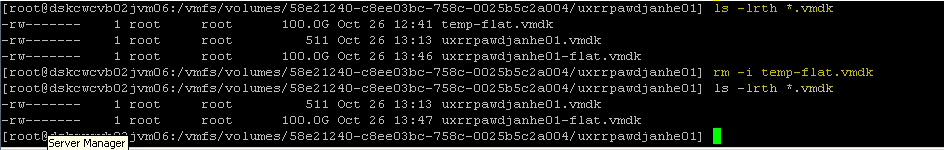 [root@dskcwcvb02jvm06:/vmfs/volumes/58e21240-c8ee03bc-758c-0025b5c2a004/uxrrpawdjanhe01] ls -lrth *.vmdk
-rw------- 1 root root 100.0G Oct 26 12:41 temp-flat.vmdk
-rw------- 1 root root 511 Oct 26 13:13 uxrrpawdjanhe01.vmdk
-rw------- 1 root root 100.0G Oct 26 13:46 uxrrpawdjanhe01-flat.vmdk
[root@dskcwcvb02jvm06:/vmfs/volumes/58e21240-c8ee03bc-758c-0025b5c2a004/uxrrpawdjanhe01] rm -i temp-flat.vmdk
[root@dskcwcvb02jvm06:/vmfs/volumes/58e21240-c8ee03bc-758c-0025b5c2a004/uxrrpawdjanhe01] ls -lrth *.vmdk
-rw------- 1 root root 511 Oct 26 13:13 uxrrpawdjanhe01.vmdk
-rw------- 1 root root 100.0G Oct 26 13:47 uxrrpawdjanhe01-flat.vmdk
[root@dskcwcvb02jvm06:/vmfs/volumes/58e21240-c8ee03bc-758c-0025b5c2a004/uxrrpawdjanhe01]
Server Manager